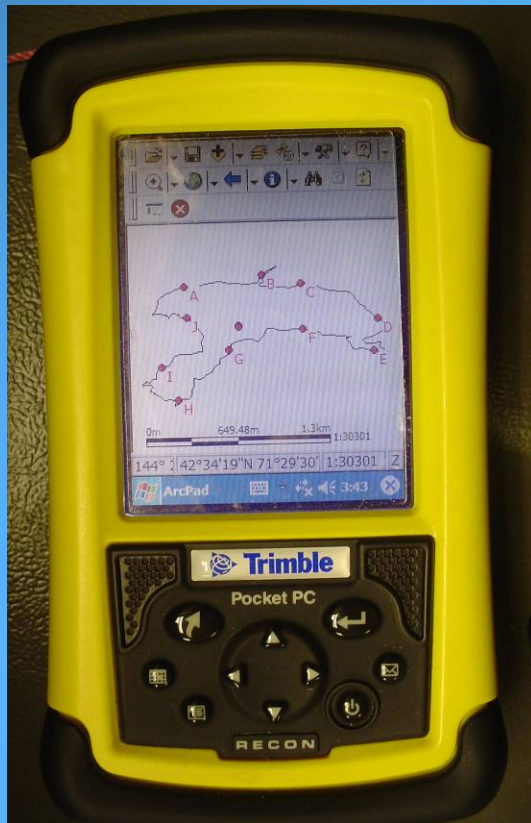 A
B
C
D
J
F
E
G
I
H
0m 649.48m 1.3km
1:30301
144° 42°34'19"N 71°29'30' 1:30301 Z
ArcPad 3:43
Trimble
Pocket PC
RECON